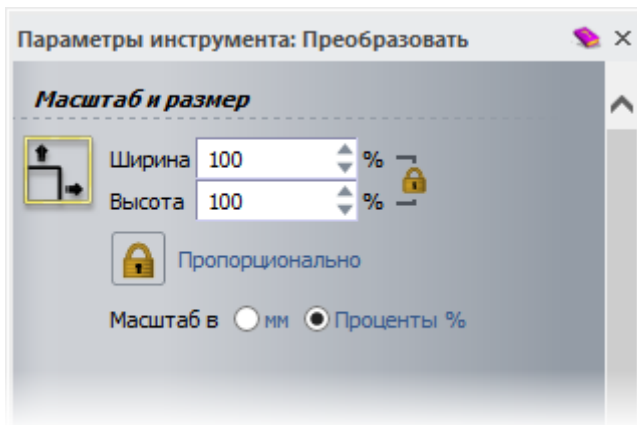 Параметры инструмента: Преобразовать
Масштаб и размер
Ширина 100 %
Высота 100 %
Пропорционально
Масштаб в мм Проценты %